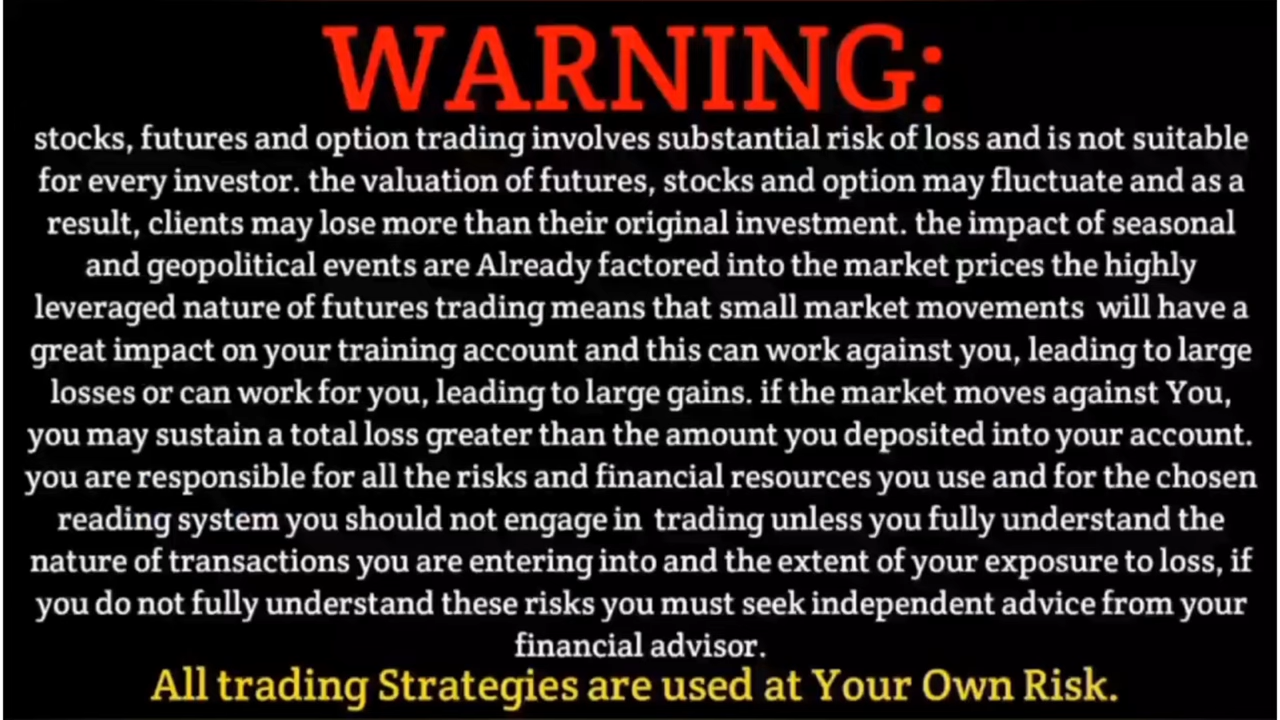 WARNING:
stocks, futures and option trading involves substantial risk of loss and is not suitable
for every investor. the valuation of futures, stocks and option may fluctuate and as a
result, clients may lose more than their original investment. the impact of seasonal
and geopolitical events are Already factored into the market prices the highly
leveraged nature of futures trading means that small market movements will have a
great impact on your training account and this can work against you, leading to large
losses or can work for you, leading to large gains. if the market moves against You,
you may sustain a total loss greater than the amount you deposited into your account.
you are responsible for all the risks and financial resources you use and for the chosen
reading system you should not engage in trading unless you fully understand the
nature of transactions you are entering into and the extent of your exposure to loss, if
you do not fully understand these risks you must seek independent advice from your
financial advisor.
All trading Strategies are used at Your Own Risk.